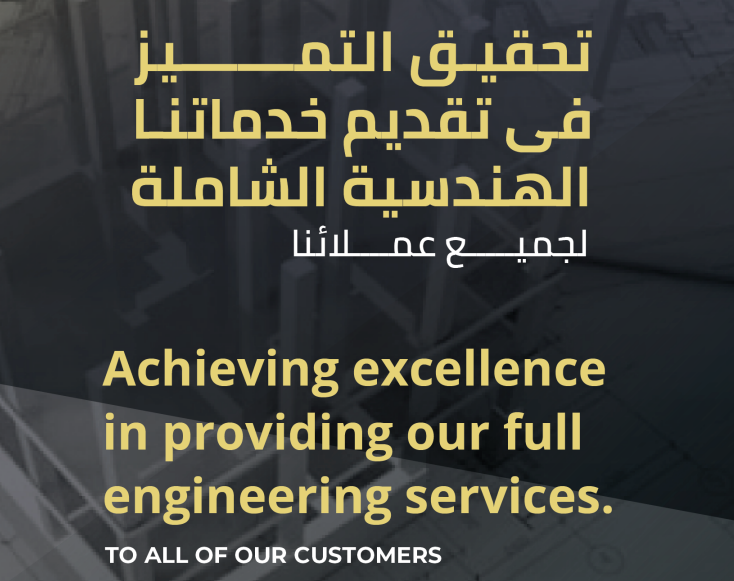 تحقيق التميز
فى تقديم خدماتنا
الهندسية الشاملة
لجميع عملائنا
Achieving excellence
in providing our full
engineering services.
TO ALL OF OUR CUSTOMERS